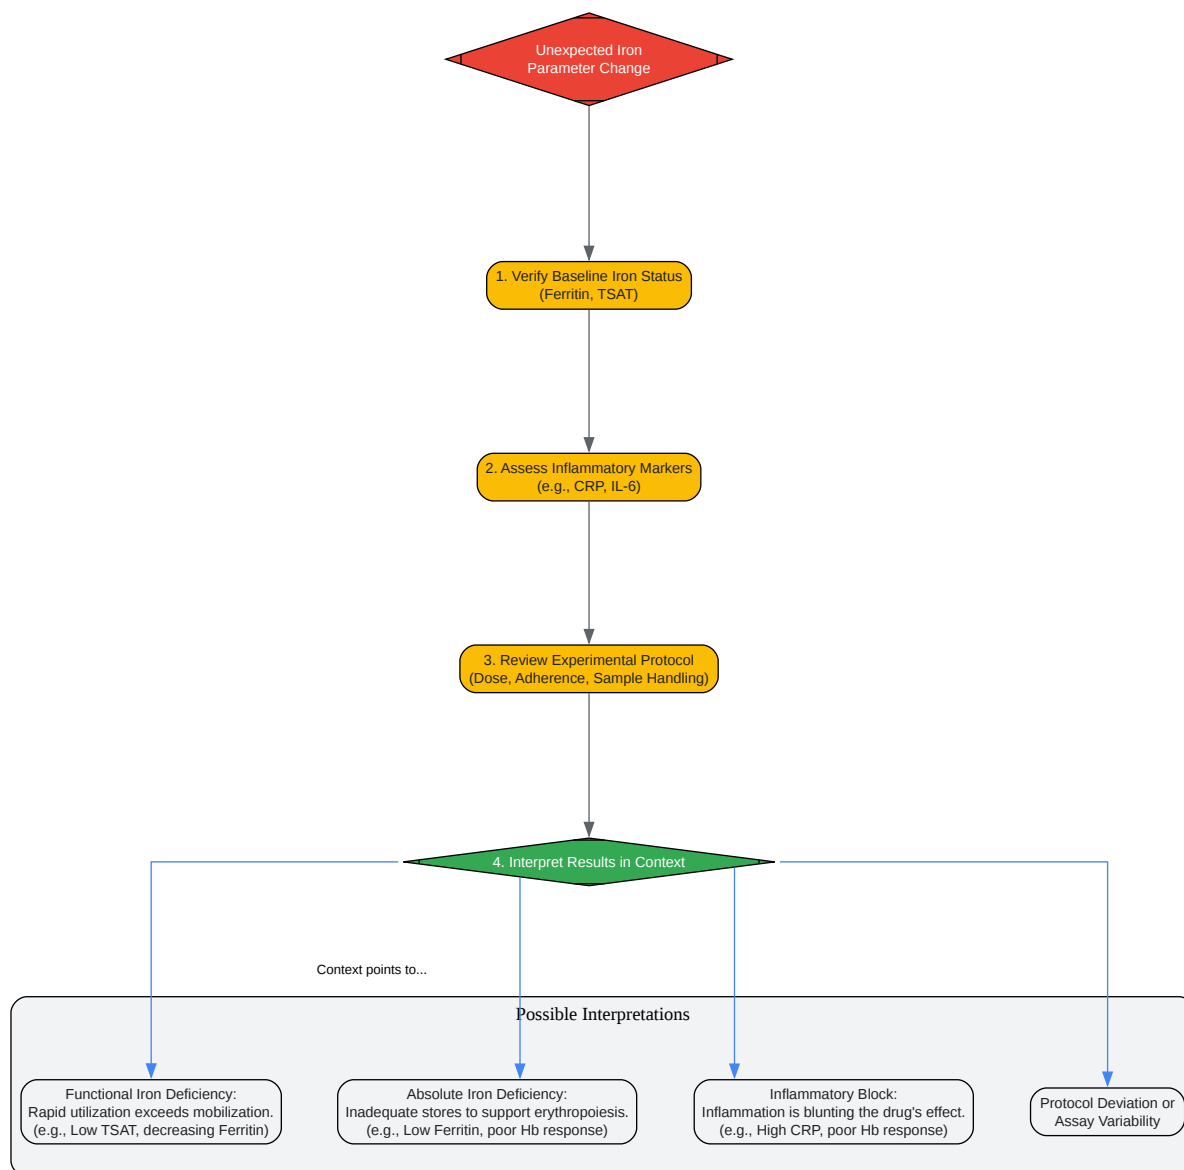 Unexpected Iron
Parameter Change
1. Verify Baseline Iron Status
(Ferritin, TSAT)
2. Assess Inflammatory Markers
(e.g., CRP, IL-6)
3. Review Experimental Protocol
(Dose, Adherence, Sample Handling)
4. Interpret Results in Context
Context points to...
Possible Interpretations
Functional Iron Deficiency:
Rapid utilization exceeds mobilization.
(e.g., Low TSAT, decreasing Ferritin)
Absolute Iron Deficiency:
Inadequate stores to support erythropoiesis.
(e.g., Low Ferritin, poor Hb response)
Inflammatory Block:
Inflammation is blunting the drug's effect.
(e.g., High CRP, poor Hb response)
Protocol Deviation or
Assay Variability